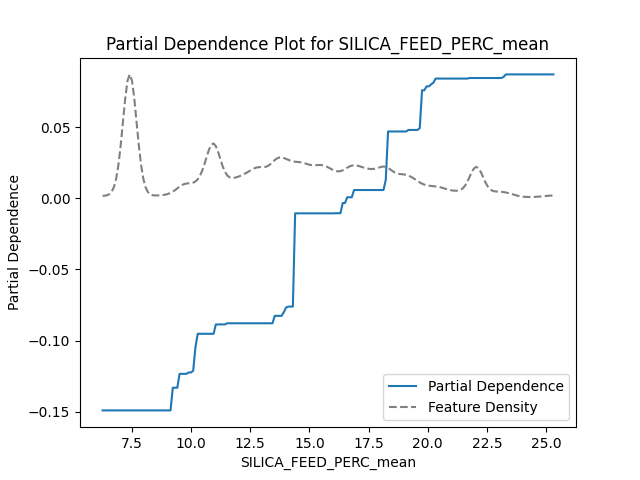 Partial Dependence Plot for SILICA_FEED_PERC_mean
Partial Dependence
0.05
0.00
−0.05
−0.10
−0.15
7.5 10.0 12.5 15.0 17.5 20.0 22.5 25.0
SILICA_FEED_PERC_mean
Partial Dependence
Feature Density